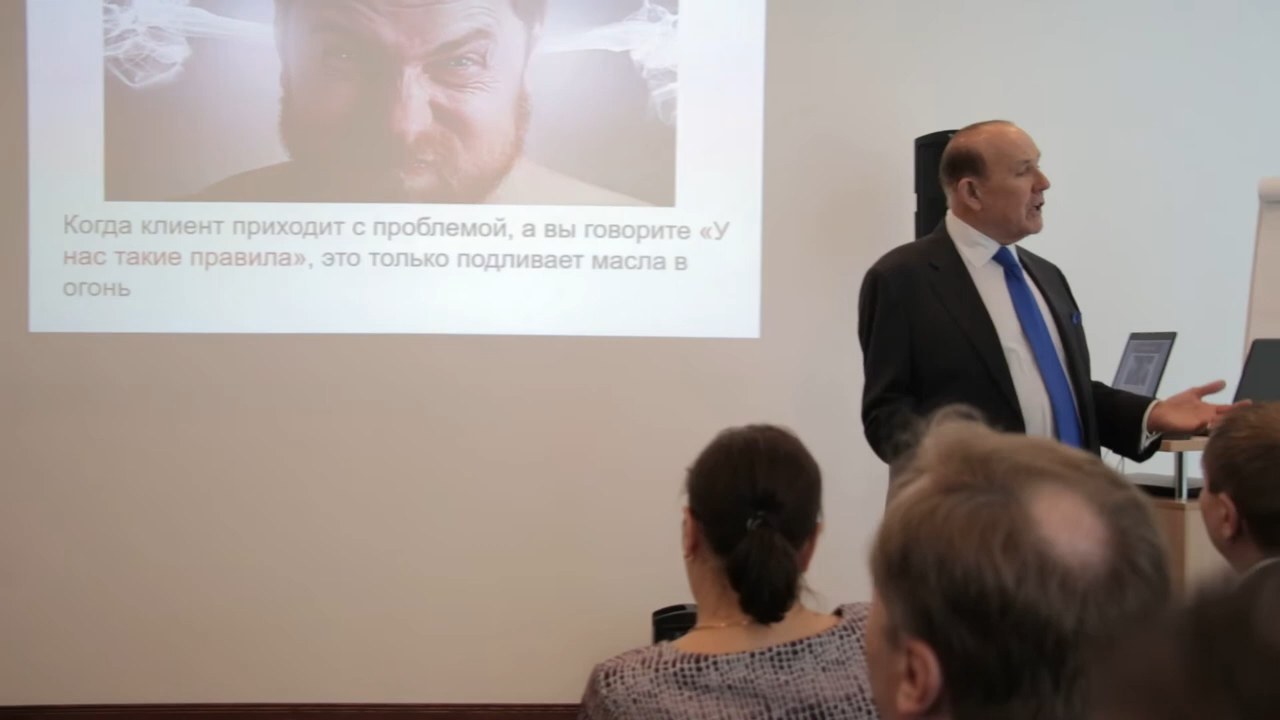 Когда клиент приходит с проблемой, а вы говорите «У
нас такие правила», это только подливает масла в
огонь